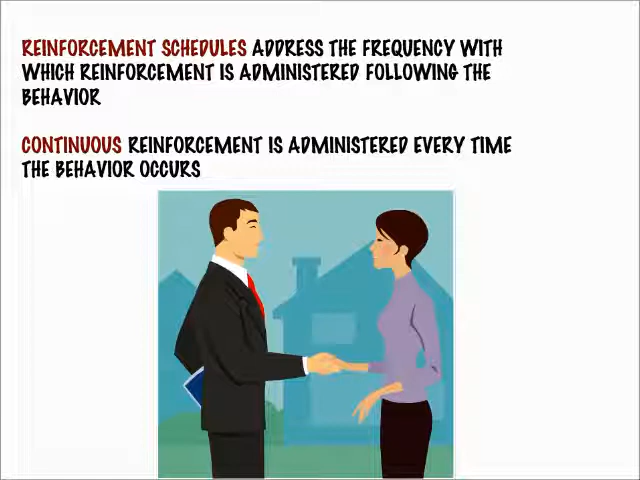 REINFORCEMENT SCHEDULES ADDRESS THE FREQUENCY WITH
WHICH REINFORCEMENT IS ADMINISTERED FOLLOWING THE
BEHAVIOR
CONTINUOUS REINFORCEMENT IS ADMINISTERED EVERY TIME
THE BEHAVIOR OCCURS